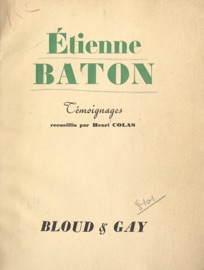 Étienne
BATON
Témoignages
recueillis par Henri COLAS
BLOUD & GAY